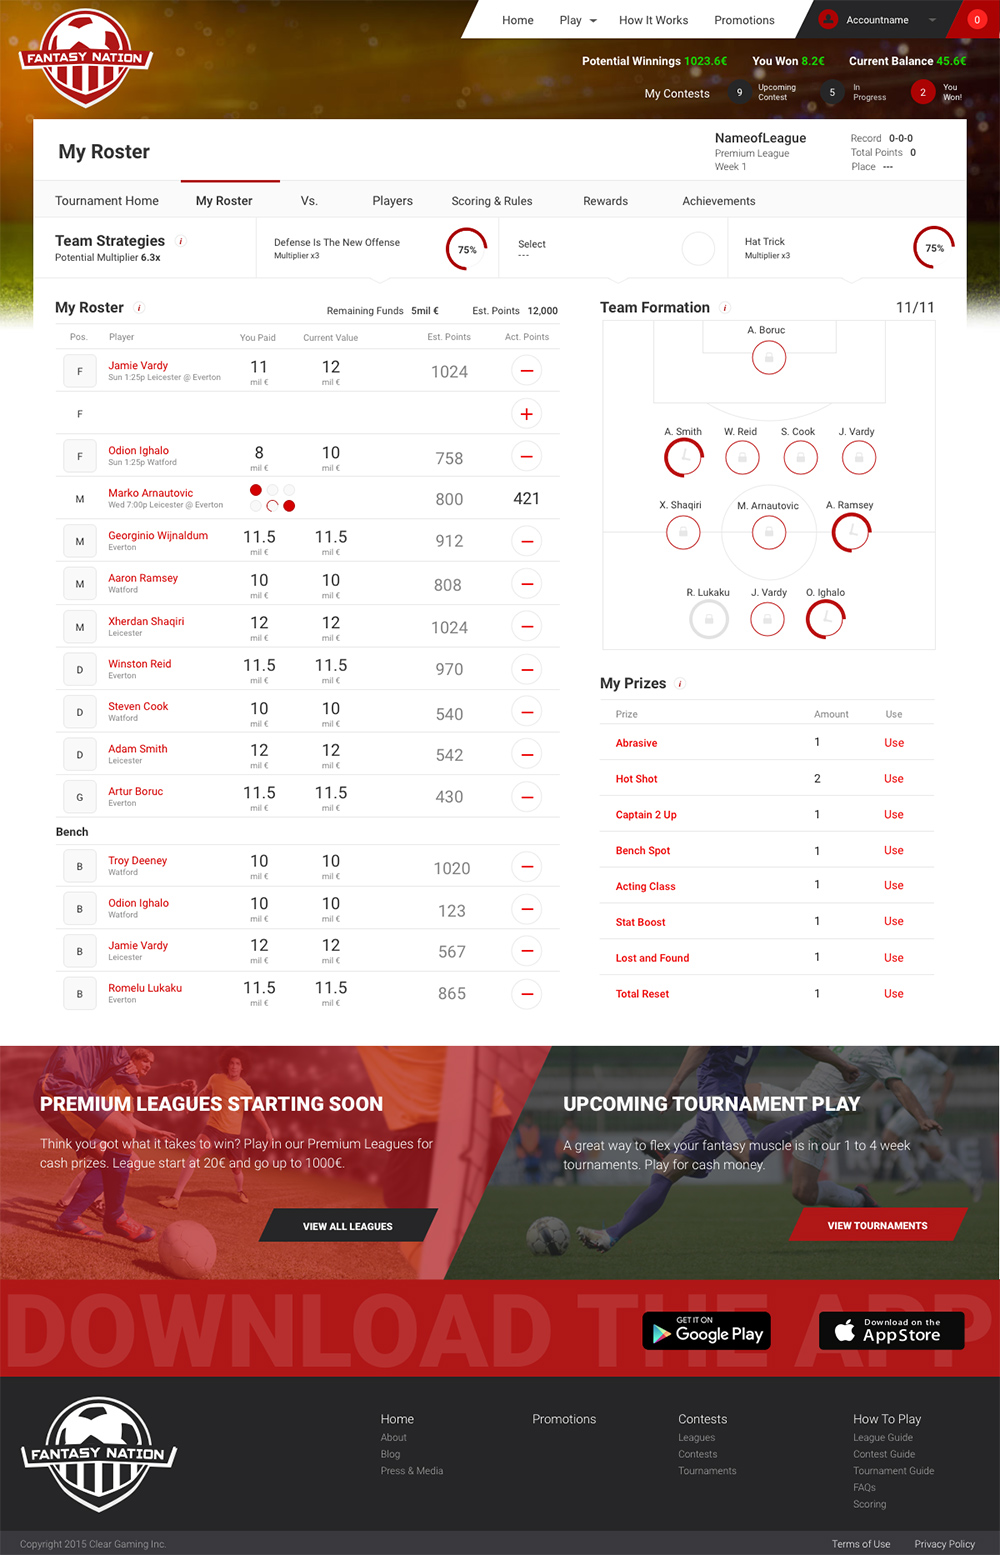 FANTASY NATION
Home Play How It Works Promotions Accountname 0
Potential Winnings 1023.6€ You Won 8.2€ Current Balance 45.6€
My Contests 9 Upcoming Contest 5 In Progress 2 You Won!
My Roster
NameofLeague
Premium League
Week 1
Record 0-0-0
Total Points 0
Place ---
Tournament Home My Roster Vs. Players Scoring & Rules Rewards Achievements
Team Strategies i
Potential Multiplier 6.3x
Defense Is The New Offense
Multiplier x3
75%
Select
---
Hat Trick
Multiplier x3
75%
My Roster i Remaining Funds 5mil € Est. Points 12,000
Pos. Player You Paid Current Value Est. Points Act. Points
F Jamie Vardy 11 12 1024
Sun 1:25p Leicester @ Everton mil € mil €
F
F Odion Ighalo 8 10 758
Sun 1:25p Watford mil € mil €
M Marko Arnautovic 800 421
Wed 7:00p Leicester @ Everton
M Georginio Wijnaldum 11.5 11.5 912
Everton mil € mil €
M Aaron Ramsey 10 10 808
Watford mil € mil €
M Xherdan Shaqiri 12 12 1024
Leicester mil € mil €
D Winston Reid 11.5 11.5 970
Everton mil € mil €
D Steven Cook 10 10 540
Watford mil € mil €
D Adam Smith 12 12 542
Leicester mil € mil €
G Artur Boruc 11.5 11.5 430
Everton mil € mil €
Bench
B Troy Deeney 10 10 1020
Watford mil € mil €
B Odion Ighalo 10 10 123
Watford mil € mil €
B Jamie Vardy 12 12 567
Leicester mil € mil €
B Romelu Lukaku 11.5 11.5 865
Everton mil € mil €
Team Formation i 11/11
A. Boruc
A. Smith W. Reid S. Cook J. Vardy
X. Shaqiri M. Arnautovic A. Ramsey
R. Lukaku J. Vardy O. Ighalo
My Prizes i
Prize Amount Use
Abrasive 1 Use
Hot Shot 2 Use
Captain 2 Up 1 Use
Bench Spot 1 Use
Acting Class 1 Use
Stat Boost 1 Use
Lost and Found 1 Use
Total Reset 1 Use
PREMIUM LEAGUES STARTING SOON
Think you got what it takes to win? Play in our Premium Leagues for
cash prizes. League start at 20€ and go up to 1000€.
VIEW ALL LEAGUES
UPCOMING TOURNAMENT PLAY
A great way to flex your fantasy muscle is in our 1 to 4 week
tournaments. Play for cash money.
VIEW TOURNAMENTS
DOWNLOAD THE APP
GET IT ON
Google Play
Download on the
App Store
FANTASY NATION
Home
About
Blog
Press & Media
Promotions
Contests
Leagues
Contests
Tournaments
How To Play
League Guide
Contest Guide
Tournament Guide
FAQs
Scoring
Copyright 2015 Clear Gaming Inc. Terms of Use Privacy Policy